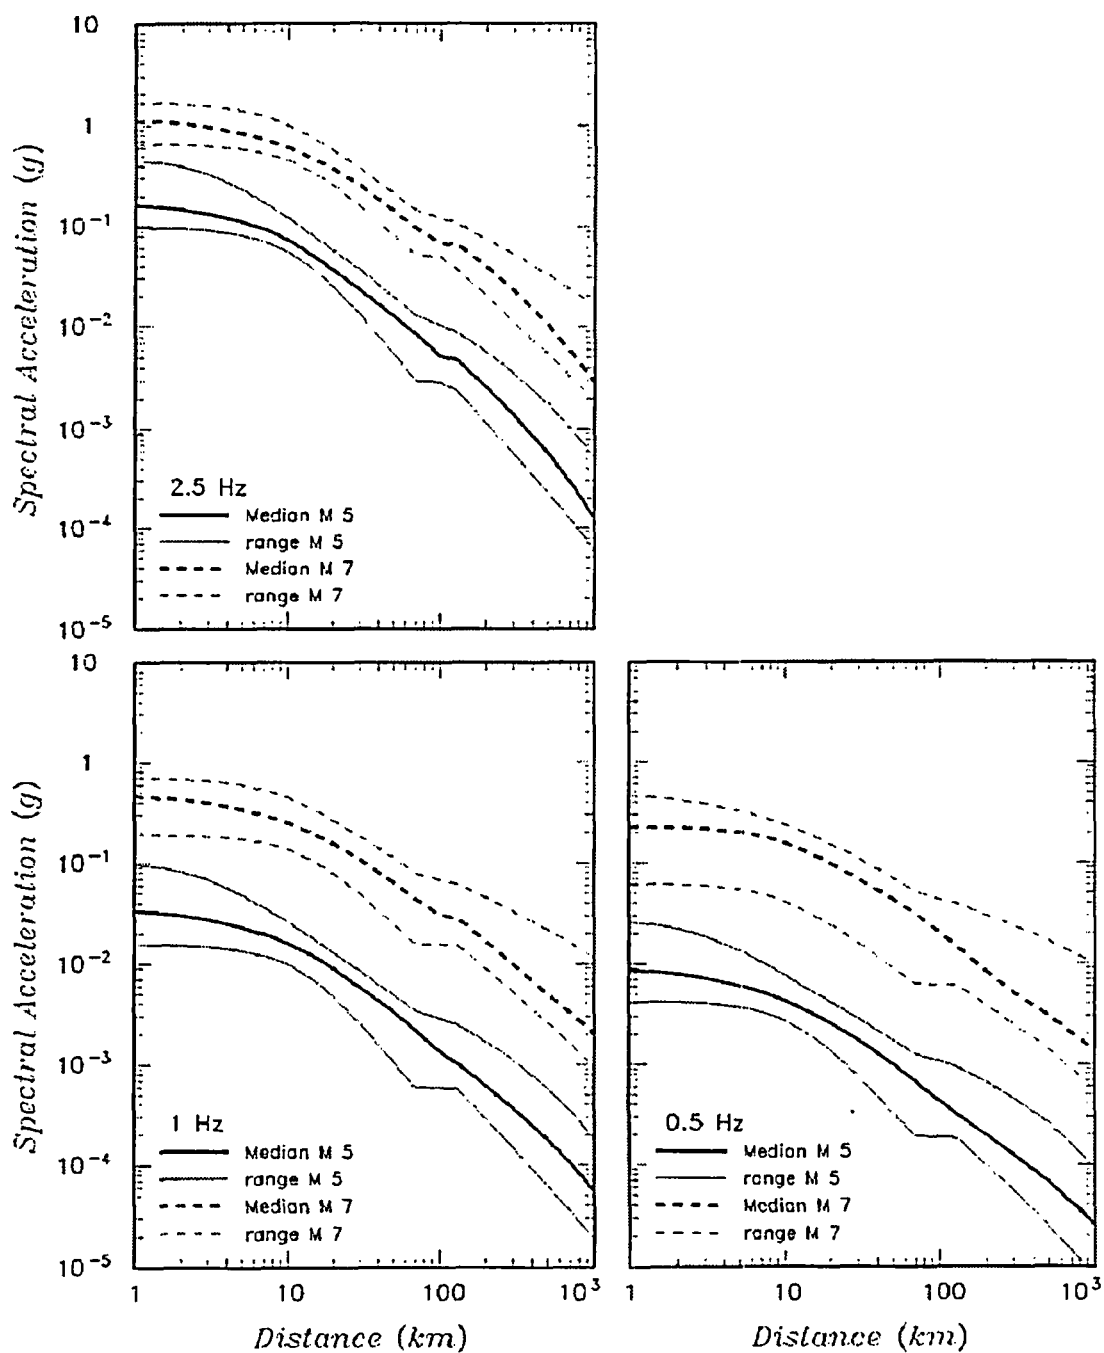 10
1
10⁻¹
10⁻²
10⁻³
10⁻⁴
10⁻⁵
Spectral Acceleration (g)
2.5 Hz
Median M 5
range M 5
Median M 7
range M 7
10
1
10⁻¹
10⁻²
10⁻³
10⁻⁴
10⁻⁵
Spectral Acceleration (g)
1 Hz
Median M 5
range M 5
Median M 7
range M 7
1
10
100
10³
Distance (km)
0.5 Hz
Median M 5
range M 5
Median M 7
range M 7
1
10
100
10³
Distance (km)